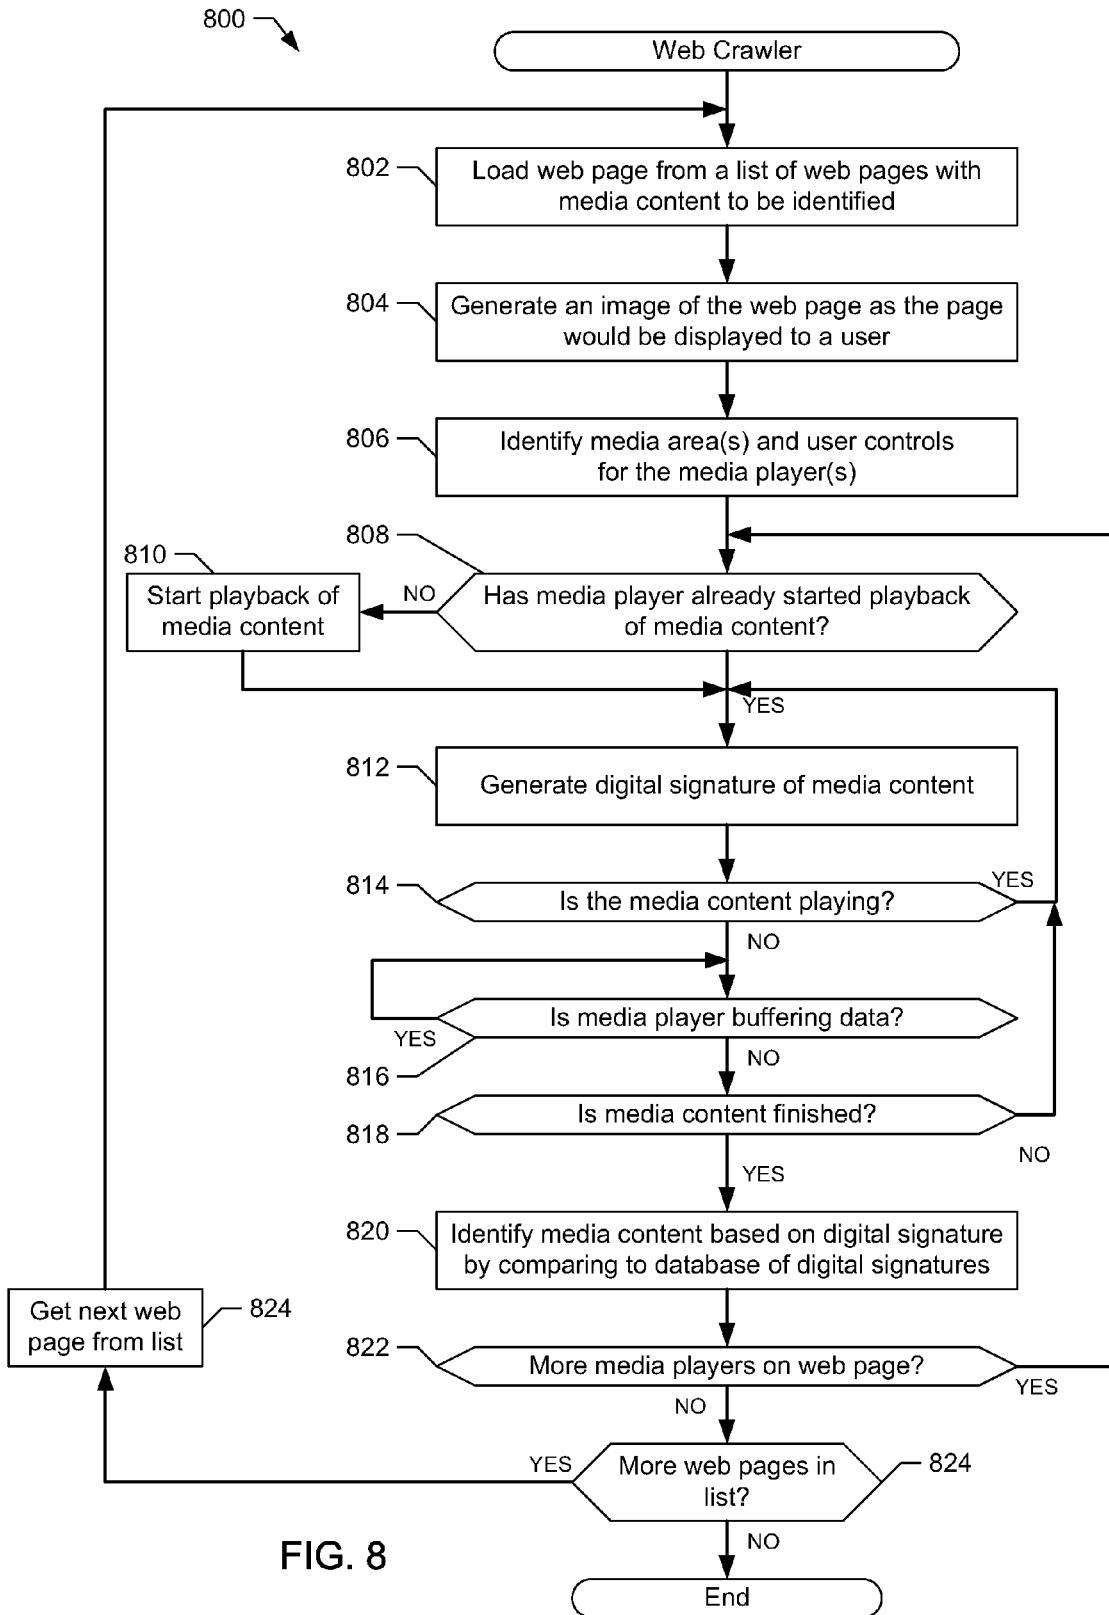 800
Web Crawler
802
Load web page from a list of web pages with
media content to be identified
804
Generate an image of the web page as the page
would be displayed to a user
806
Identify media area(s) and user controls
for the media player(s)
808
810
Start playback of
media content
NO
Has media player already started playback
of media content?
YES
812
Generate digital signature of media content
814
Is the media content playing?
YES
NO
Is media player buffering data?
YES
816
NO
818
Is media content finished?
NO
YES
820
Identify media content based on digital signature
by comparing to database of digital signatures
Get next web
page from list
824
822
More media players on web page?
YES
NO
YES
More web pages in
list?
824
NO
FIG. 8
End